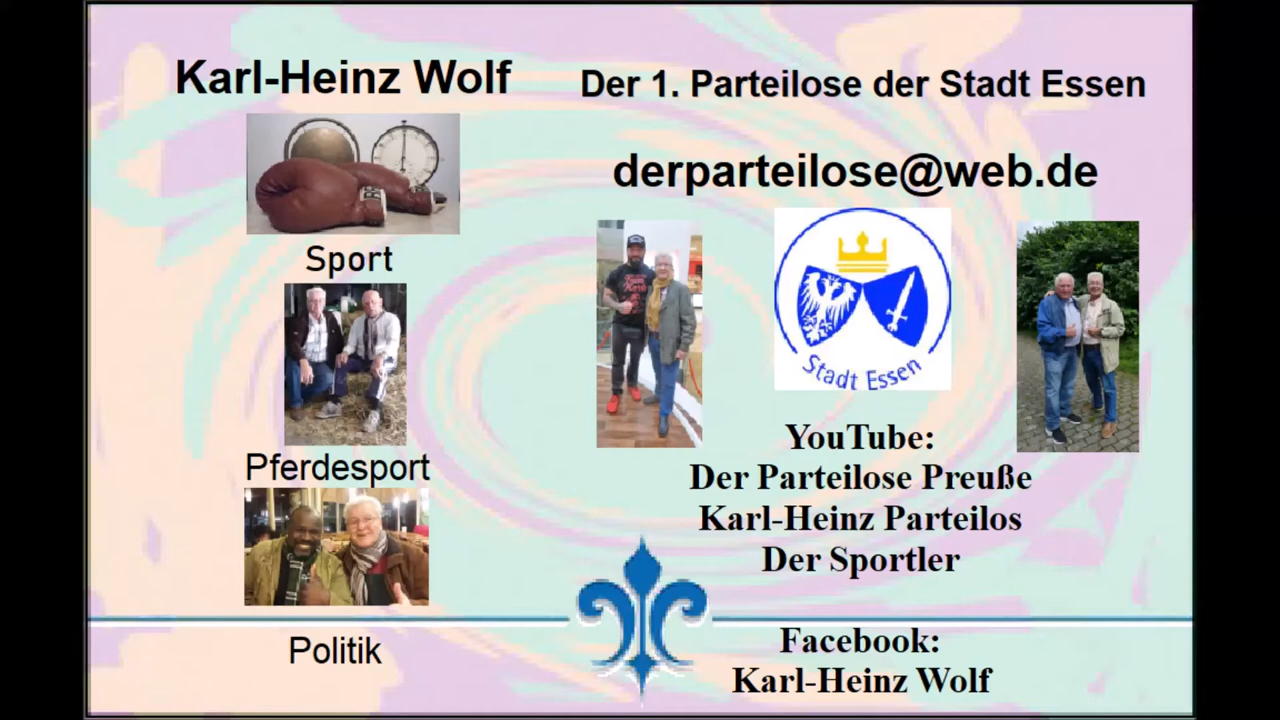 Karl-Heinz Wolf
Der 1. Parteilose der Stadt Essen
derparteilose@web.de
Sport
Pferdesport
Politik
Stadt Essen
YouTube:
Der Parteilose Preuße
Karl-Heinz Parteilos
Der Sportler
Facebook:
Karl-Heinz Wolf